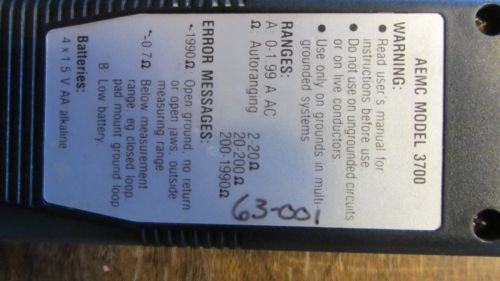 AEMC MODEL 3700
WARNING:
• Read user's manual for
instructions before use
• Do not use on ungrounded circuits
or on live conductors
• Use only on grounds in multi-
grounded systems
RANGES:
A: 0-1.99 A AC
Ω: Autoranging 2-20Ω
20-200Ω
200-1990Ω
63-001
ERROR MESSAGES:
~1990Ω Open ground, no return
or open jaws, outside
measuring range
~0.7Ω Below measurement
range, eg closed loop
pad mount ground loop
B: Low battery
Batteries:
4 x 1.5 V AA alkaline